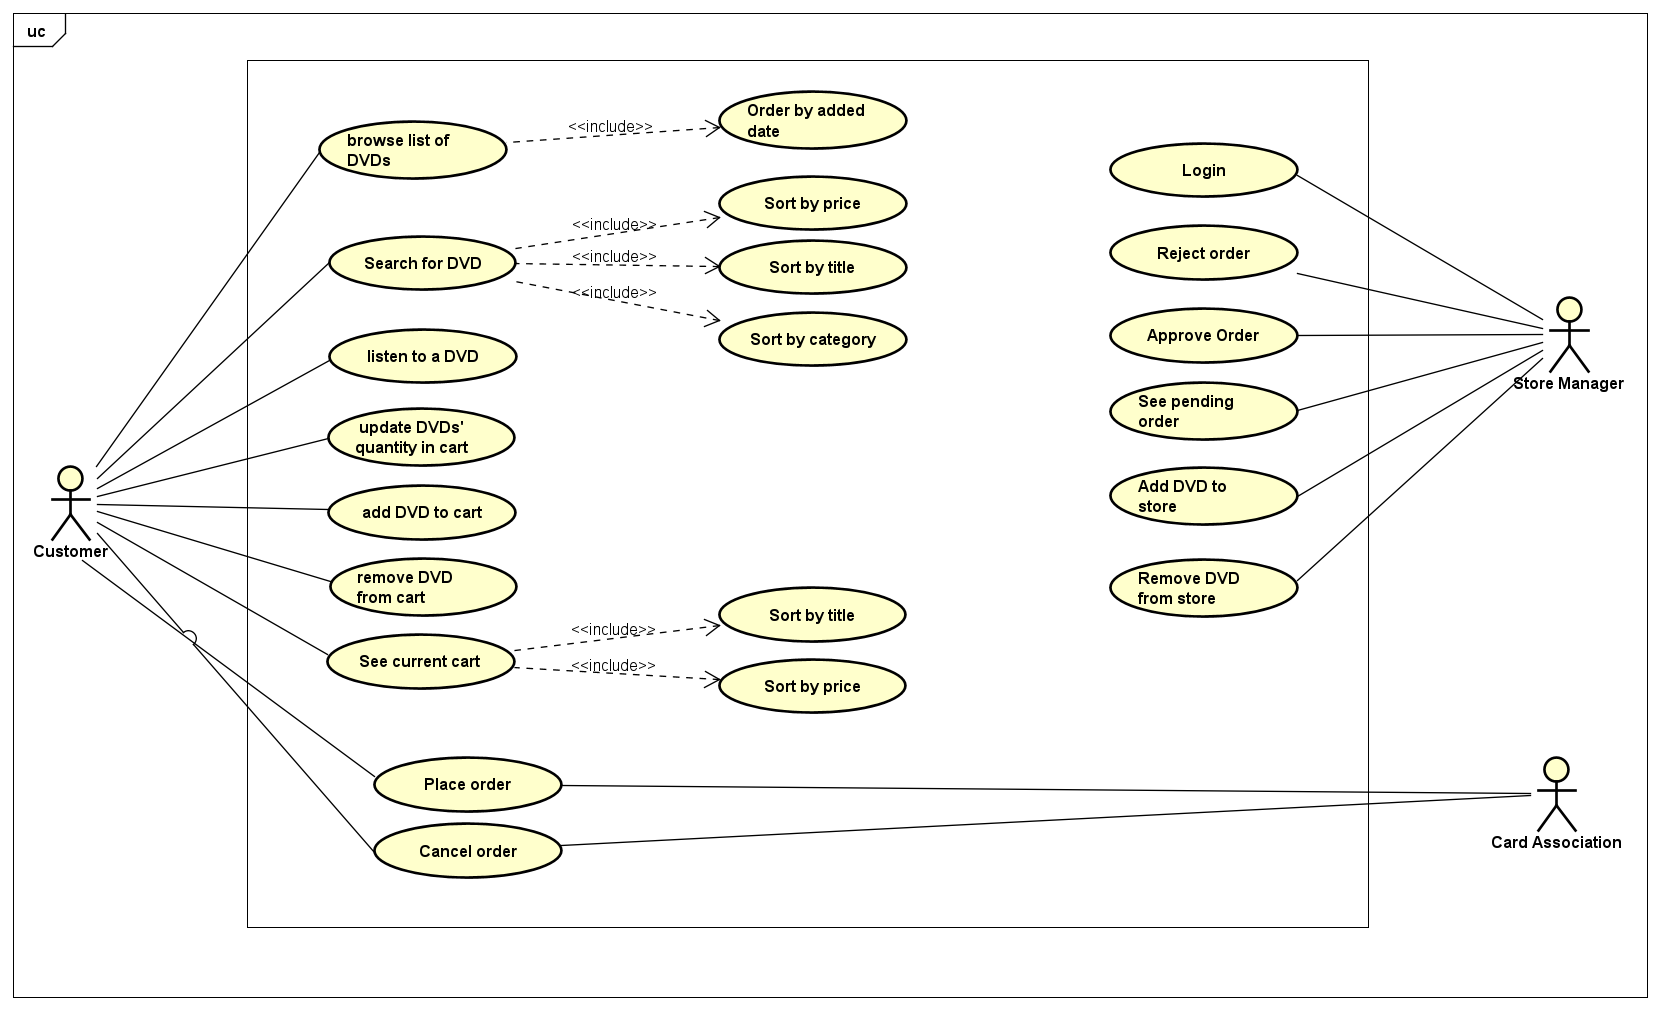 uc
browse list of
DVDs
<<include>>
Order by added
date
Search for DVD
<<include>>
Sort by price
<<include>>
Sort by title
<<include>>
Sort by category
listen to a DVD
update DVDs'
quantity in cart
add DVD to cart
remove DVD
from cart
See current cart
<<include>>
Sort by title
<<include>>
Sort by price
Place order
Cancel order
Customer
Login
Reject order
Approve Order
See pending
order
Add DVD to
store
Remove DVD
from store
Store Manager
Card Association